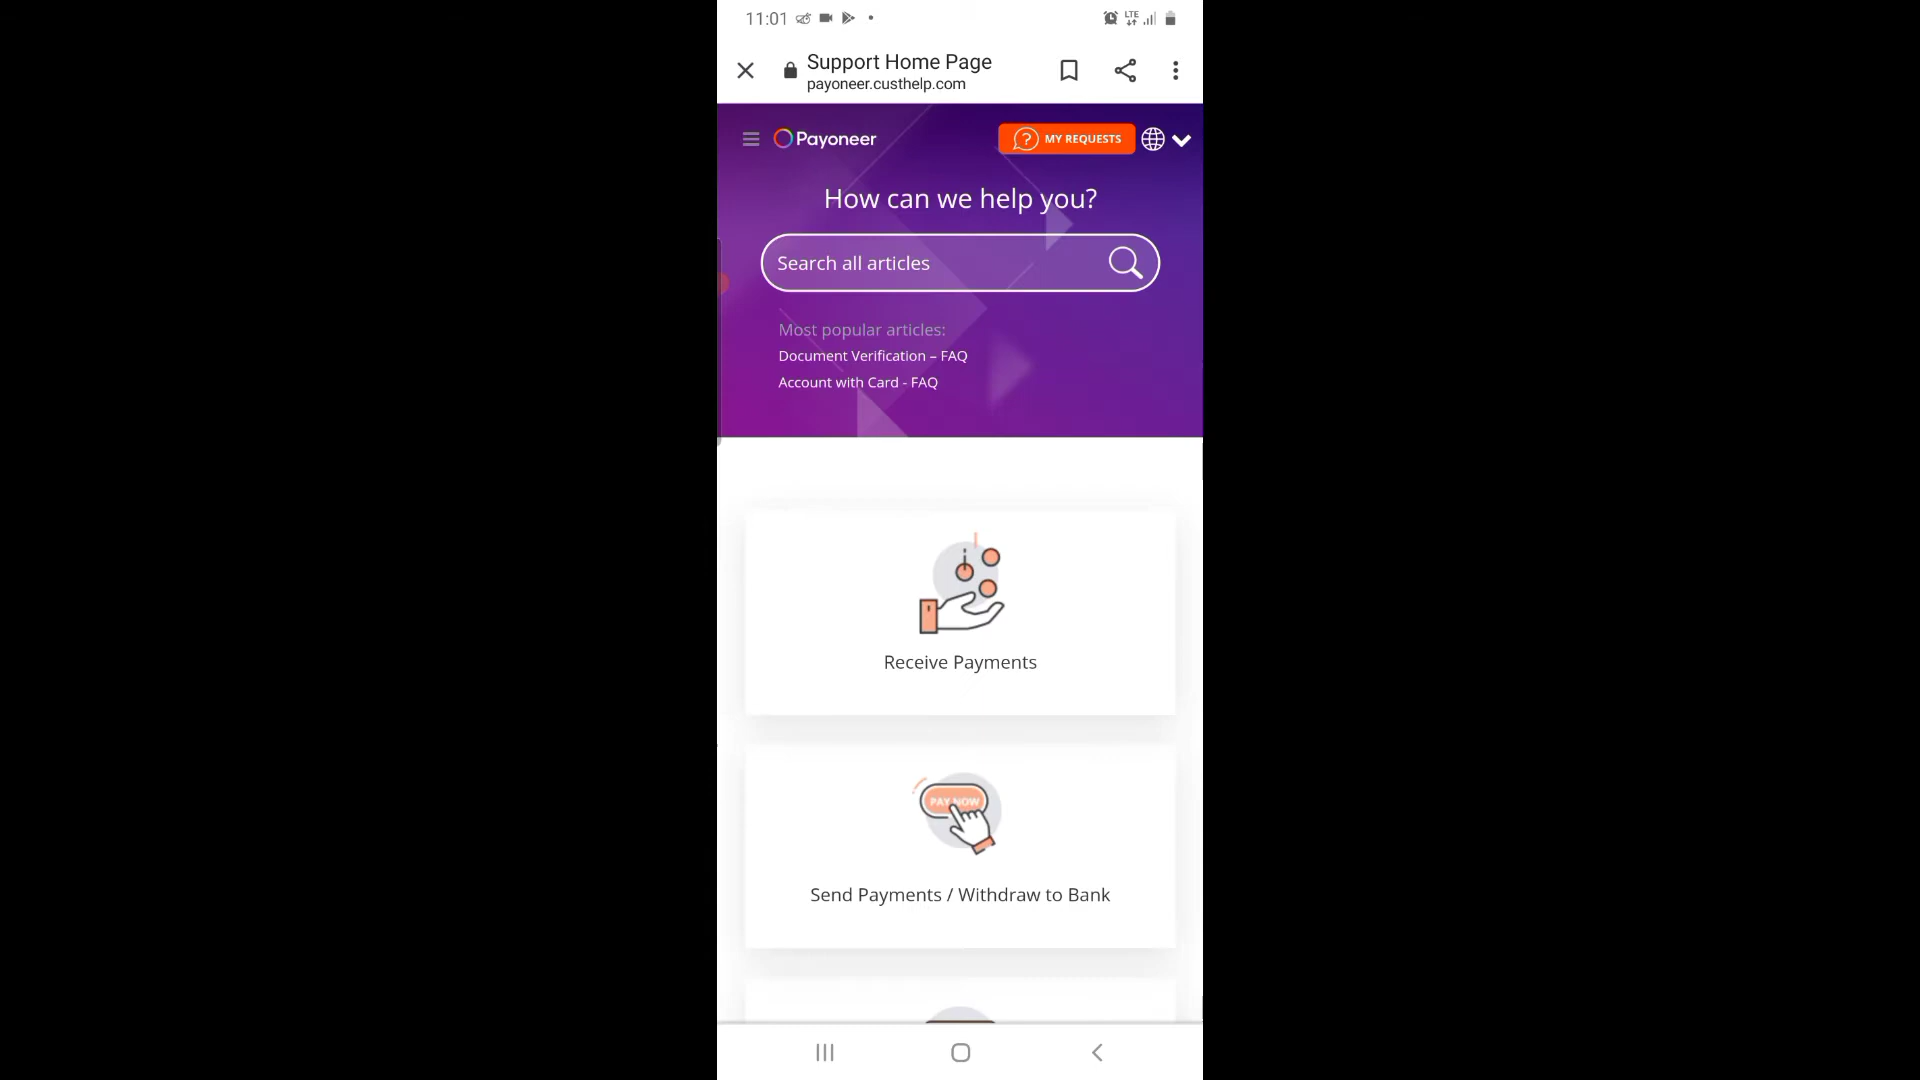 11:01
LTE
Support Home Page
payoneer.custhelp.com
Payoneer
? MY REQUESTS
How can we help you?
Search all articles
Most popular articles:
Document Verification – FAQ
Account with Card - FAQ
Receive Payments
PAY NOW
Send Payments / Withdraw to Bank